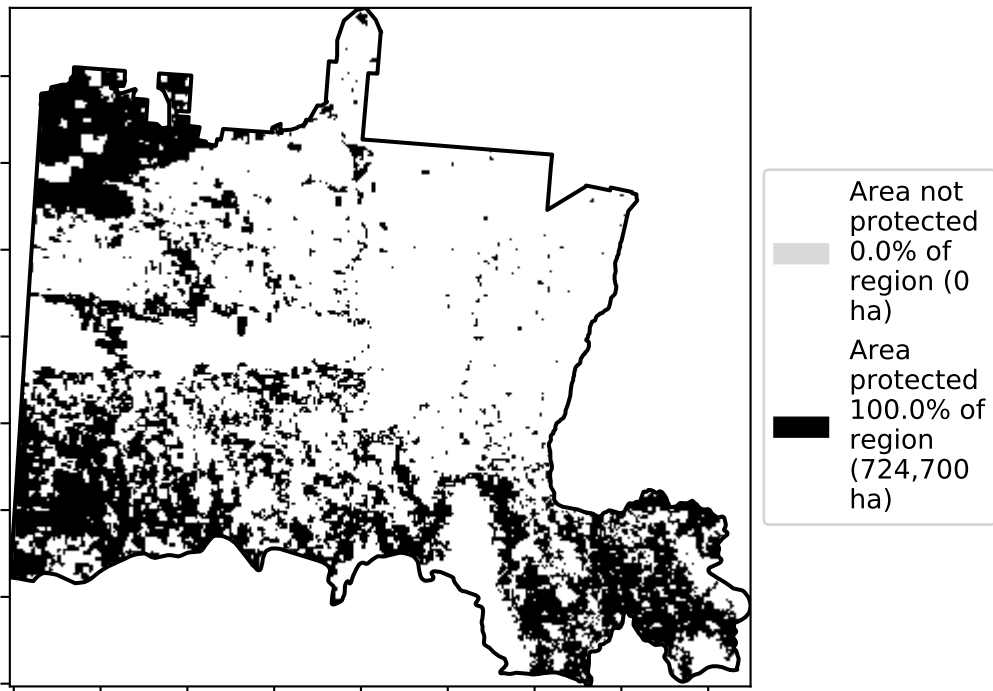 Area not
protected
0.0% of
region (0
ha)
Area
protected
100.0% of
region
(724,700
ha)